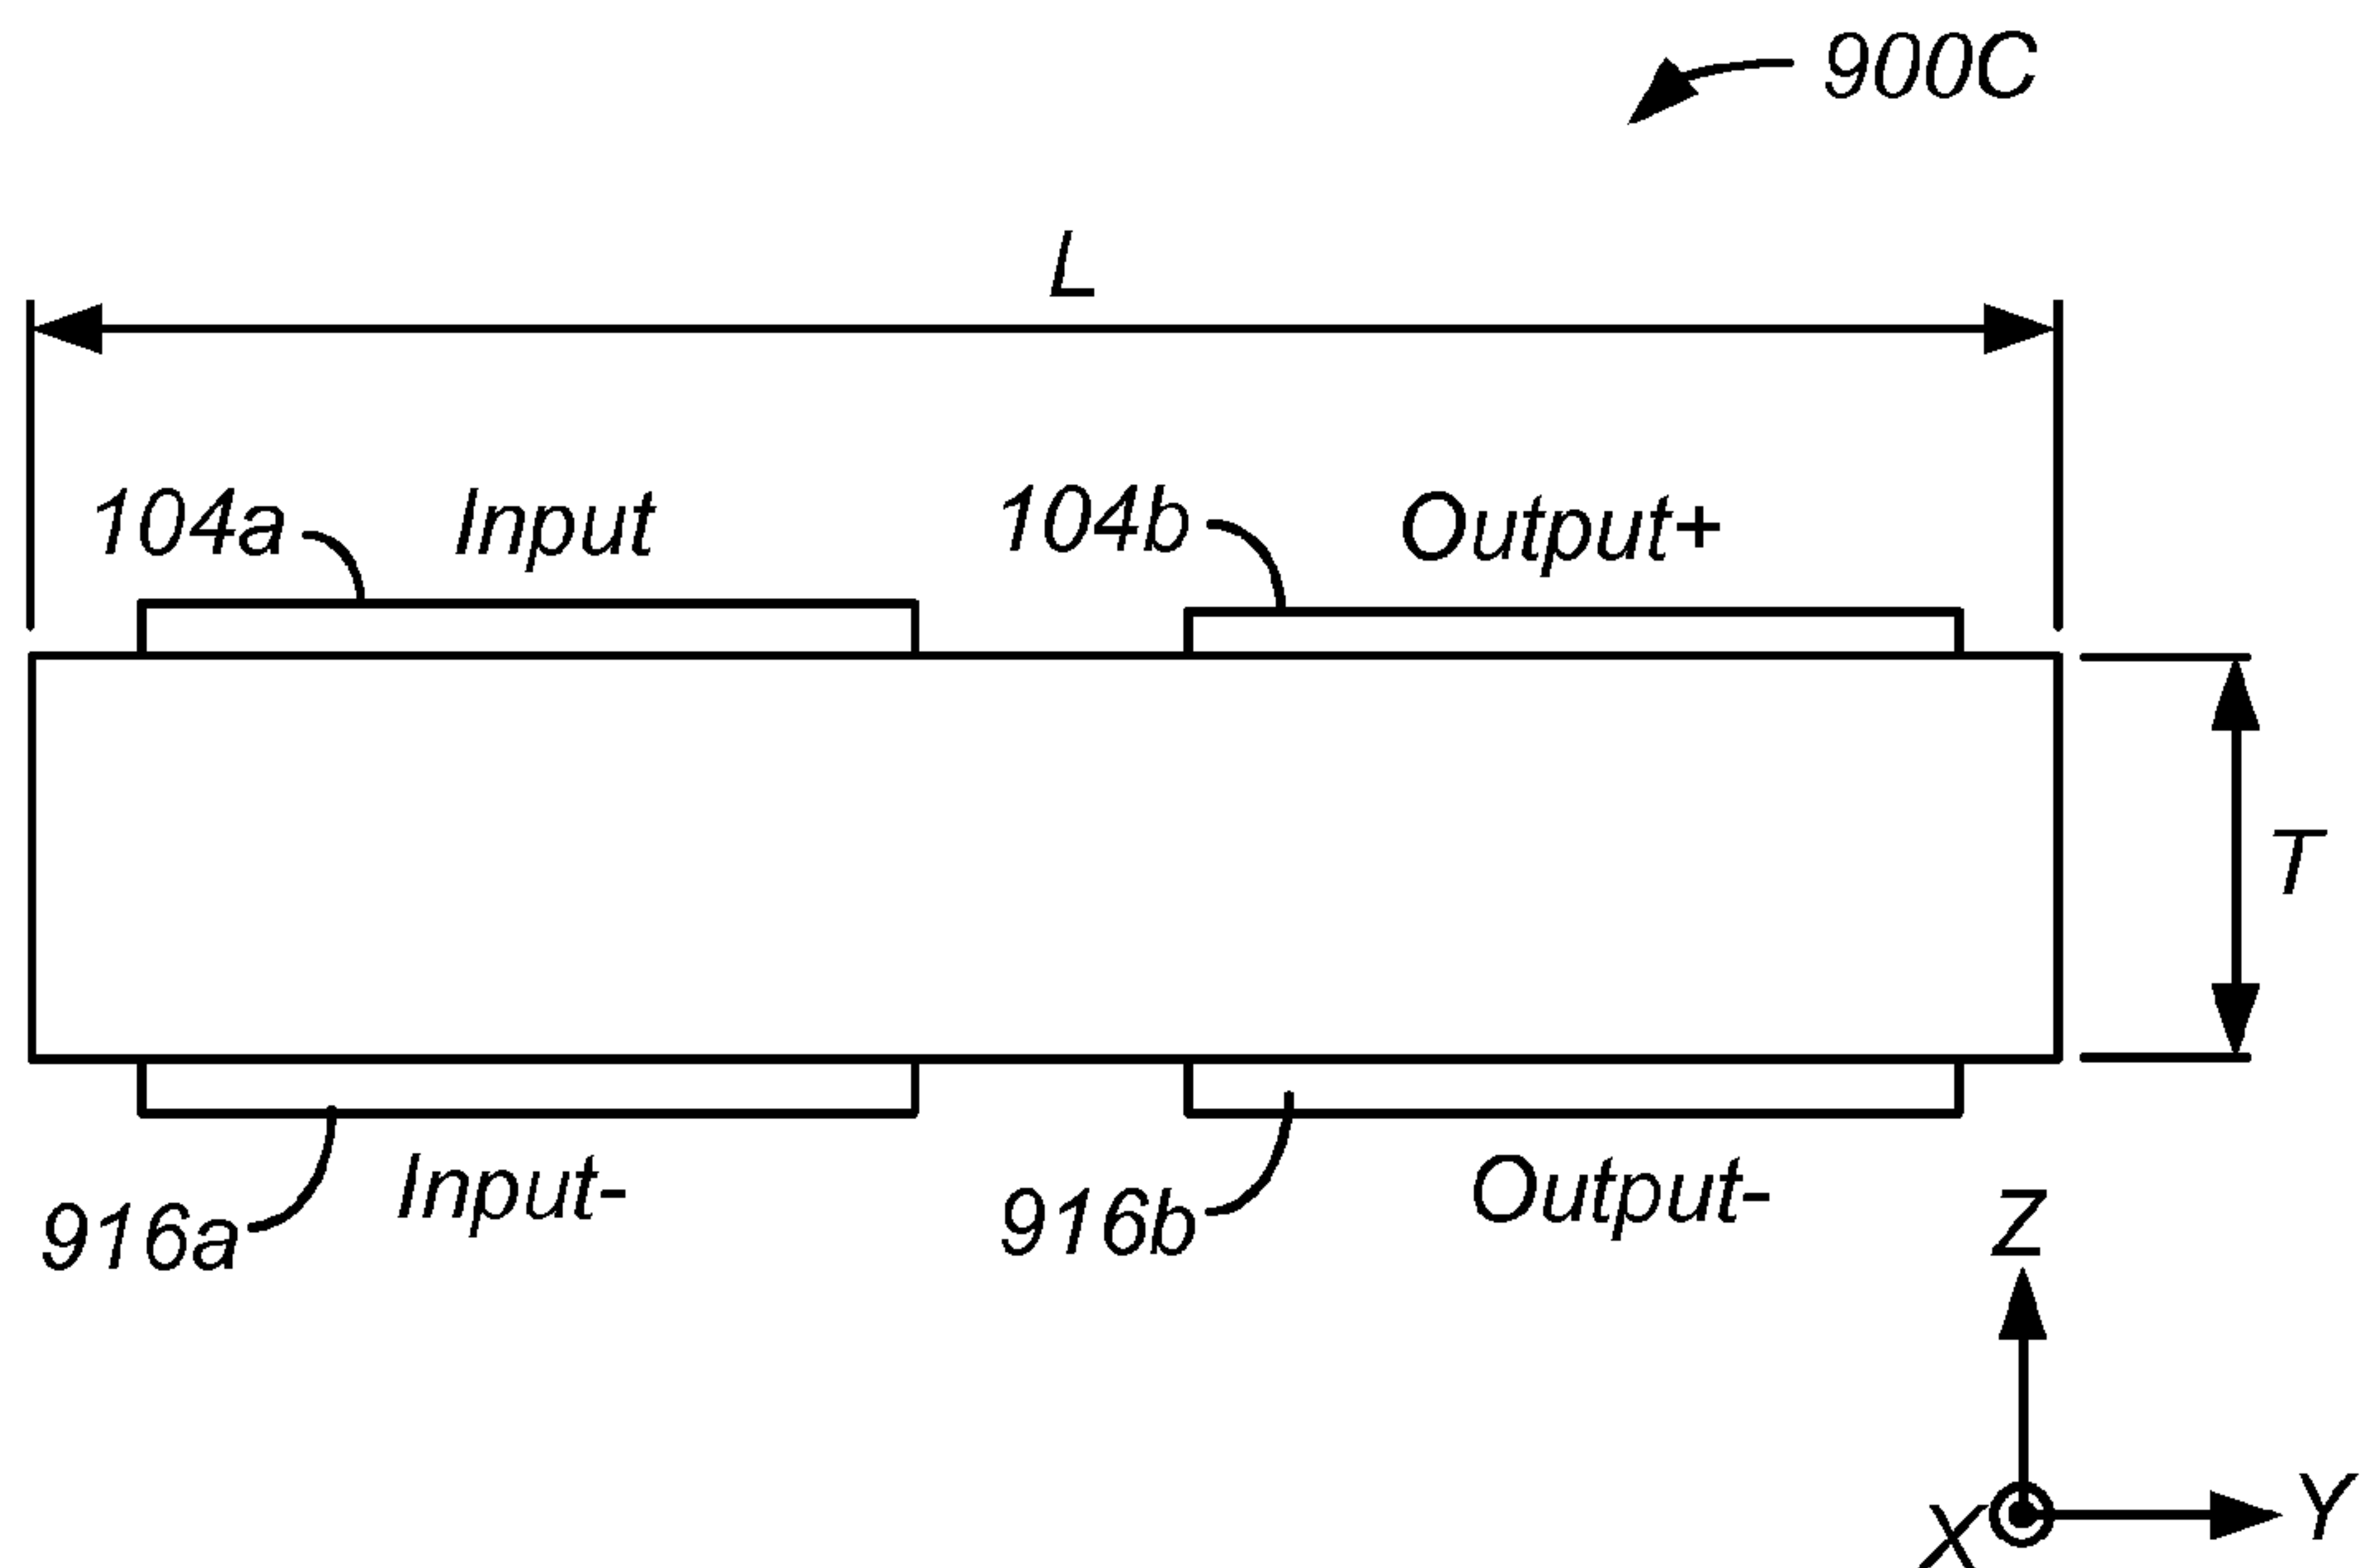 900C
L
104a Input 104b Output+
T
916a Input- 916b Output-
Z
X Y